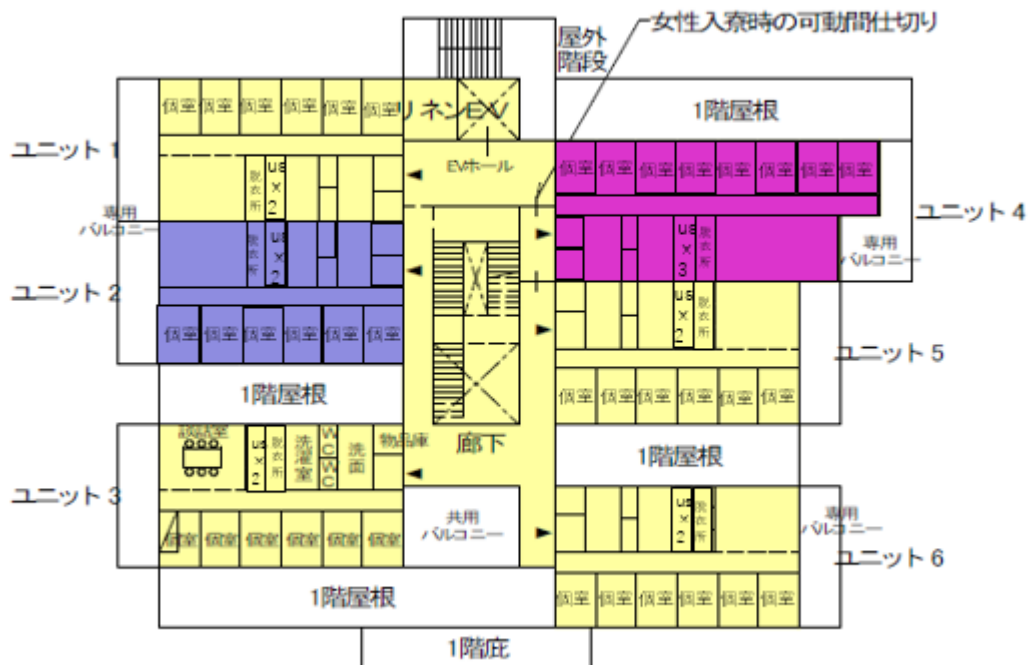 女性入寮時の可動間仕切り
屋外
階段
1階屋根
個室 個室 個室 個室 個室 個室
リネンEV
ユニット 1
EVホール
個室 個室 個室 個室 個室 個室 個室 個室
脱衣所
us×2
専用
バルコニー
ユニット 4
脱衣所
us×2
us×3
脱衣所
専用
バルコニー
ユニット 2
us×2
脱衣所
個室 個室 個室 個室 個室 個室
ユニット 5
1階屋根
個室 個室 個室 個室 個室 個室
談話室
us×2
脱衣所
洗濯室
WC
WC
洗面
物品庫
廊下
1階屋根
ユニット 3
共用
バルコニー
us×2
脱衣所
専用
バルコニー
個室 個室 個室 個室 個室 個室
ユニット 6
1階屋根
個室 個室 個室 個室 個室 個室
1階庇